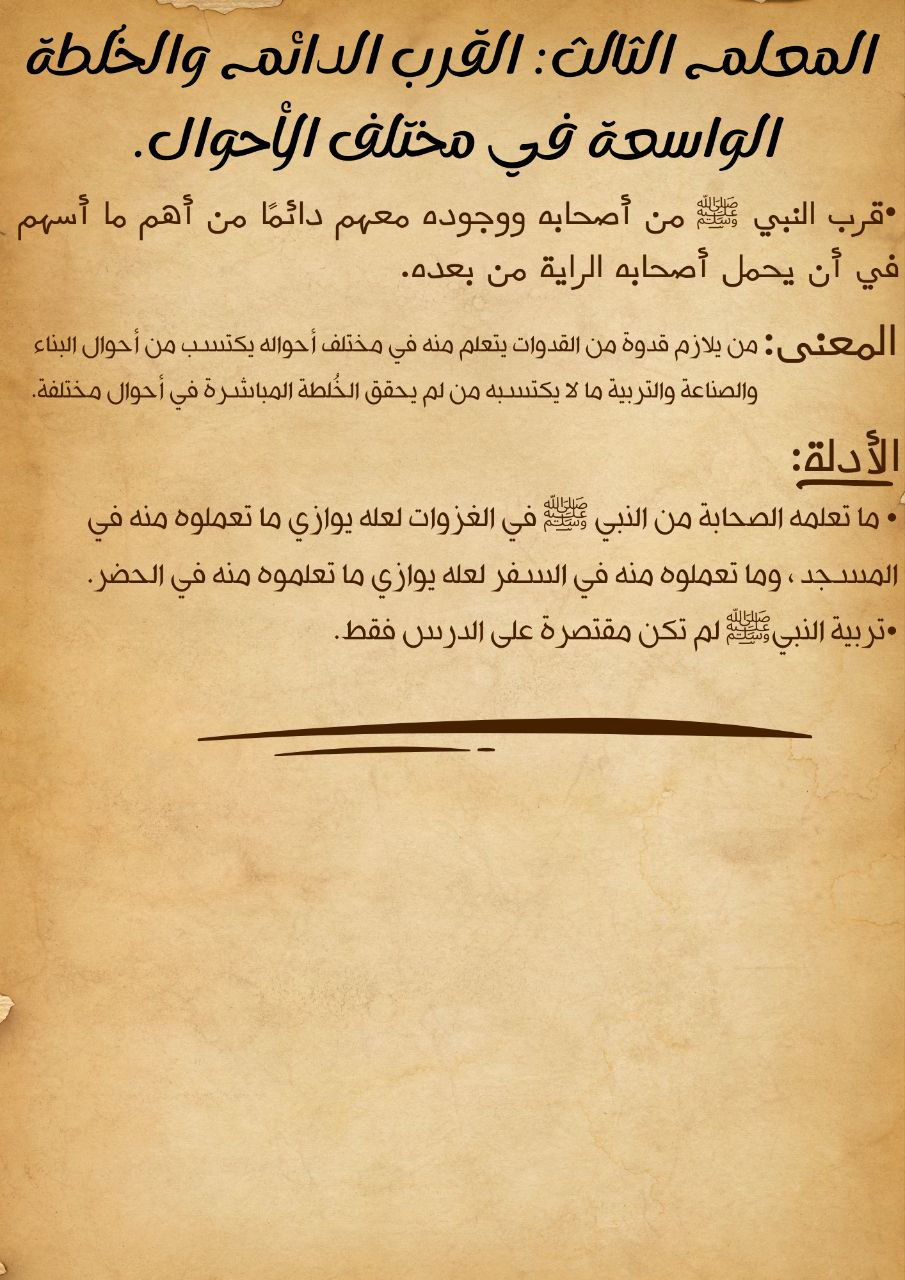 المعلم الثالث: القرب الدائم والخُلطة
الواسعة في مختلف الأحوال.
•قرب النبي ﷺ من أصحابه ووجوده معهم دائمًا من أهم ما أسهم
في أن يحمل أصحابه الراية من بعده.
المعنى: من يلازم قدوة من القدوات يتعلم منه في مختلف أحواله يكتسب من أحوال البناء
والصناعة والتربية ما لا يكتسبه من لم يحقق الخُلطة المباشرة في أحوال مختلفة.
الأدلة:
• ما تعلمه الصحابة من النبي ﷺ في الغزوات لعله يوازي ما تعملوه منه في
المسجد ، وما تعملوه منه في السفر لعله يوازي ما تعلموه منه في الحضر.
•تربية النبيﷺ لم تكن مقتصرة على الدرس فقط.